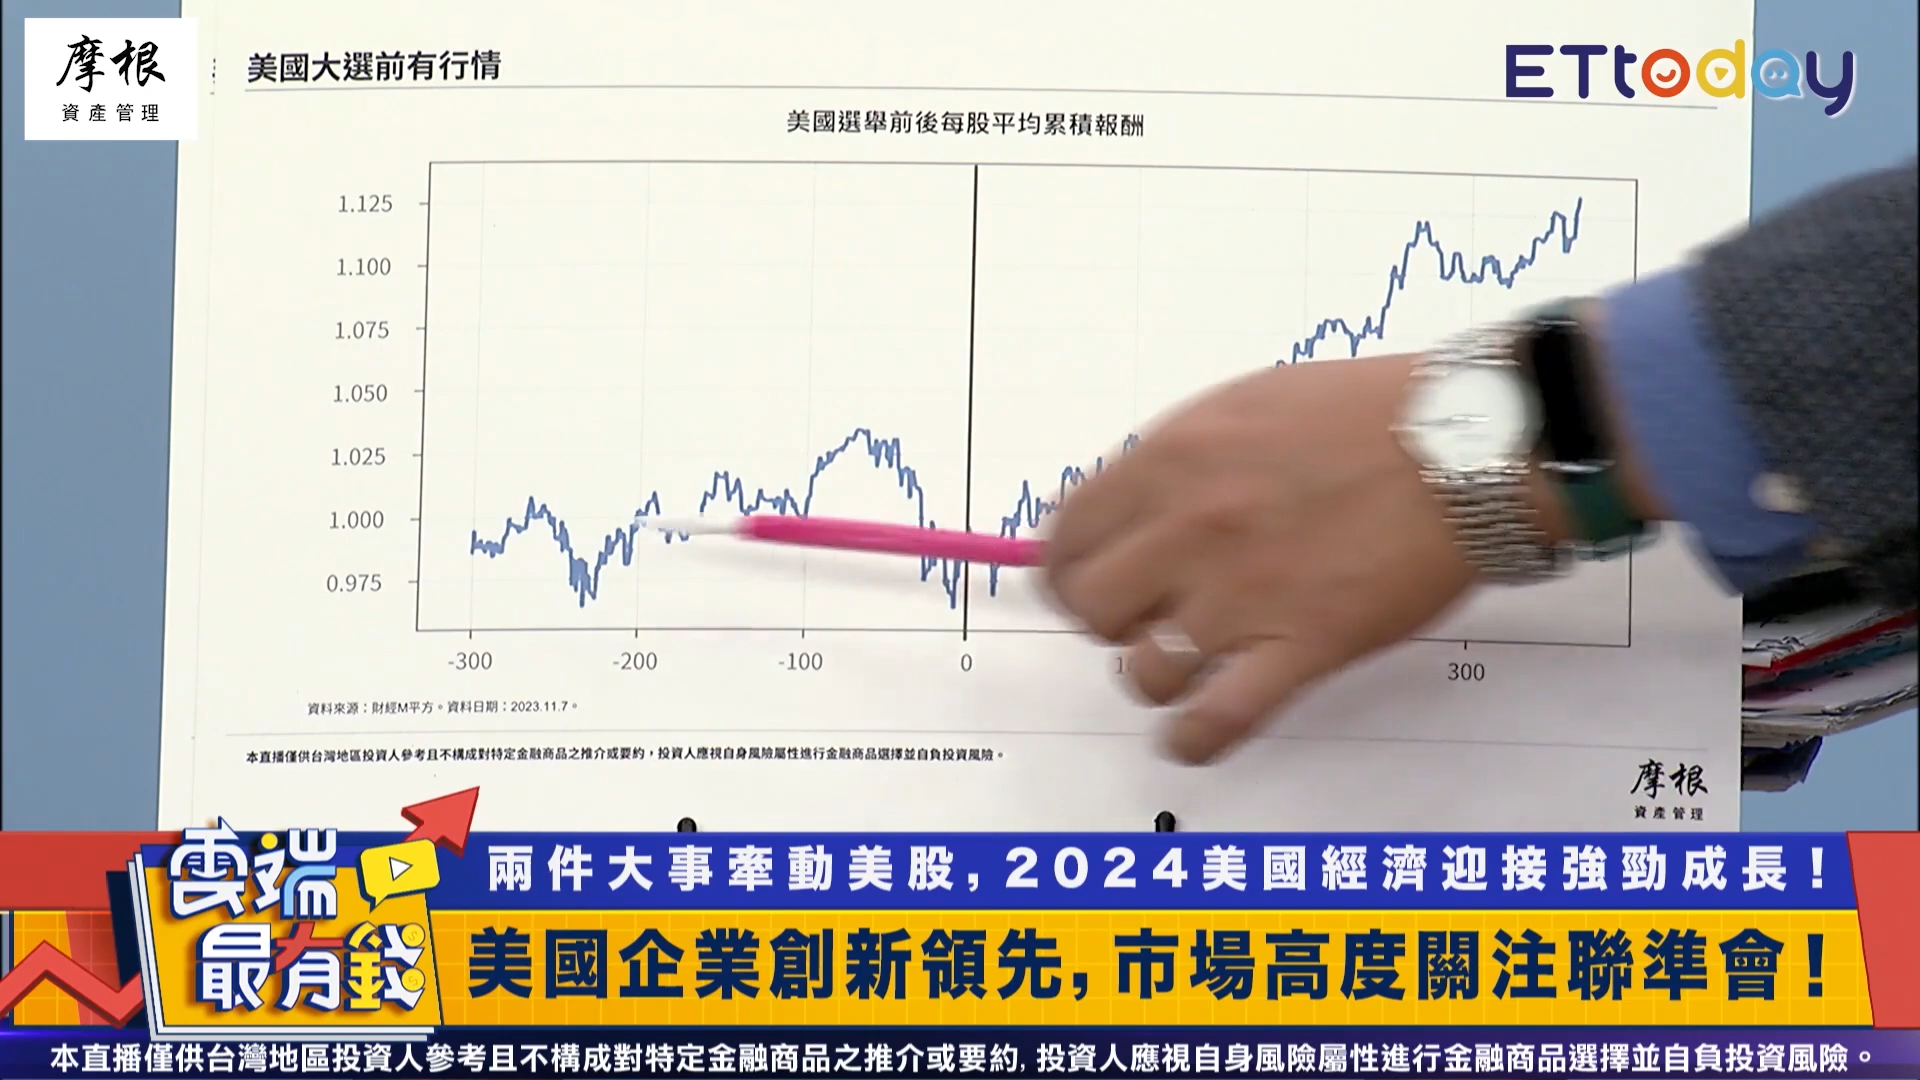 摩根
資產管理
美國大選前有行情
ETtoday
美國選舉前後每股平均累積報酬
1.125
1.100
1.075
1.050
1.025
1.000
0.975
-300
-200
-100
0
300
資料來源：財經M平方。資料日期：2023.11.7。
本直播僅供台灣地區投資人參考且不構成對特定金融商品之推介或要約，投資人應視自身風險屬性進行金融商品選擇並自負投資風險。
摩根
資產管理
雲端
最有錢
兩件大事牽動美股，2024美國經濟迎接強勁成長！
美國企業創新領先，市場高度關注聯準會！
本直播僅供台灣地區投資人參考且不構成對特定金融商品之推介或要約，投資人應視自身風險屬性進行金融商品選擇並自負投資風險。